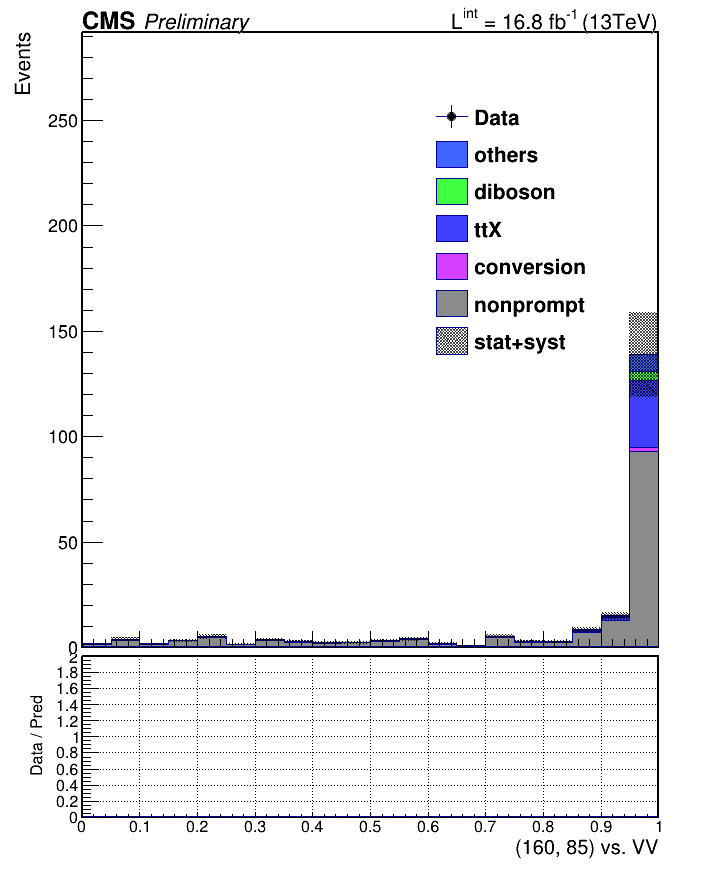 CMS Preliminary
L^int = 16.8 fb^-1 (13TeV)
Events
250
200
150
100
50
0
Data
others
diboson
ttX
conversion
nonprompt
stat+syst
Data / Pred
2
1.8
1.6
1.4
1.2
1
0.8
0.6
0.4
0.2
0
0 0.1 0.2 0.3 0.4 0.5 0.6 0.7 0.8 0.9 1
(160, 85) vs. VV